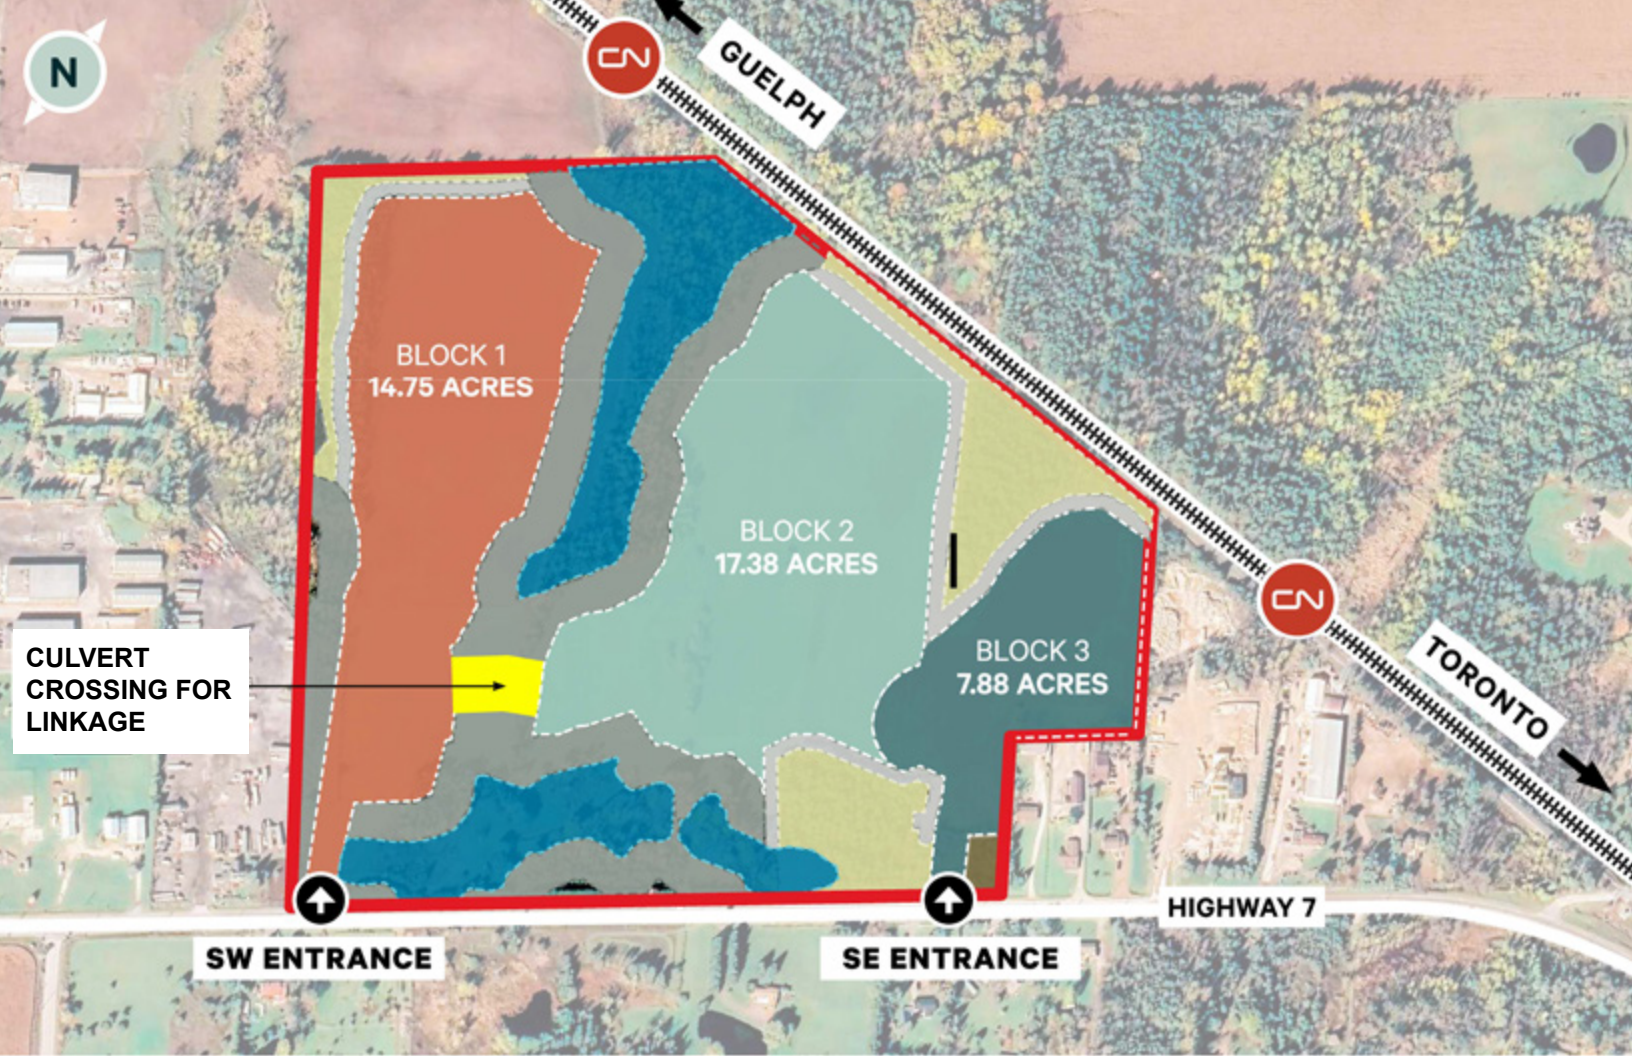 N
CN
GUELPH
BLOCK 1
14.75 ACRES
BLOCK 2
17.38 ACRES
BLOCK 3
7.88 ACRES
CN
CULVERT
CROSSING FOR
LINKAGE
TORONTO
HIGHWAY 7
SW ENTRANCE
SE ENTRANCE